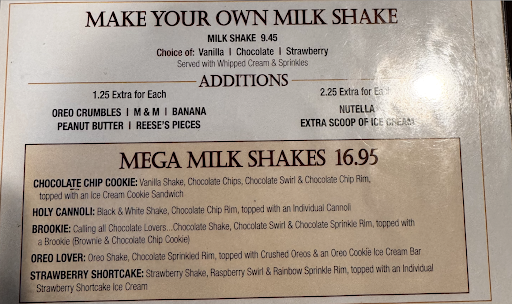 MAKE YOUR OWN MILK SHAKE
MILK SHAKE 9.45
Choice of: Vanilla | Chocolate | Strawberry
Served with Whipped Cream & Sprinkles
ADDITIONS
1.25 Extra for Each
OREO CRUMBLES | M & M | BANANA
PEANUT BUTTER | REESE'S PIECES
2.25 Extra for Each
NUTELLA
EXTRA SCOOP OF ICE CREAM
MEGA MILK SHAKES 16.95
CHOCOLATE CHIP COOKIE: Vanilla Shake, Chocolate Chips, Chocolate Swirl & Chocolate Chip Rim,
topped with an Ice Cream Cookie Sandwich
HOLY CANNOLI: Black & White Shake, Chocolate Chip Rim, topped with an Individual Cannoli
BROOKIE: Calling all Chocolate Lovers...Chocolate Shake, Chocolate Swirl & Chocolate Sprinkle Rim, topped with
a Brookie (Brownie & Chocolate Chip Cookie)
OREO LOVER: Oreo Shake, Chocolate Sprinkled Rim, topped with Crushed Oreos & an Oreo Cookie Ice Cream Bar
STRAWBERRY SHORTCAKE: Strawberry Shake, Raspberry Swirl & Rainbow Sprinkle Rim, topped with an Individual
Strawberry Shortcake Ice Cream